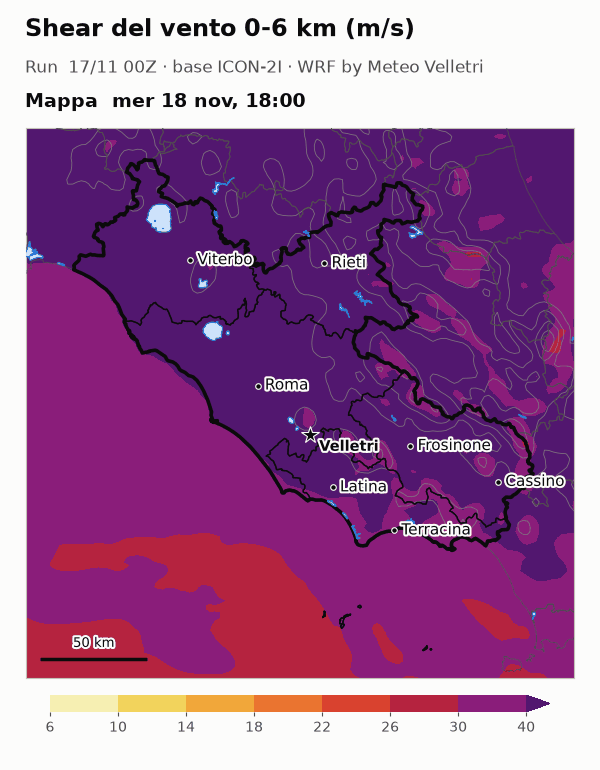 Shear del vento 0-6 km (m/s)
Run  17/11 00Z · base ICON-2I · WRF by Meteo Velletri
Mappa  mer 18 nov, 18:00
Viterbo
Rieti
Roma
Velletri
Frosinone
Cassino
Latina
Terracina
50 km
6 10 14 18 22 26 30 40